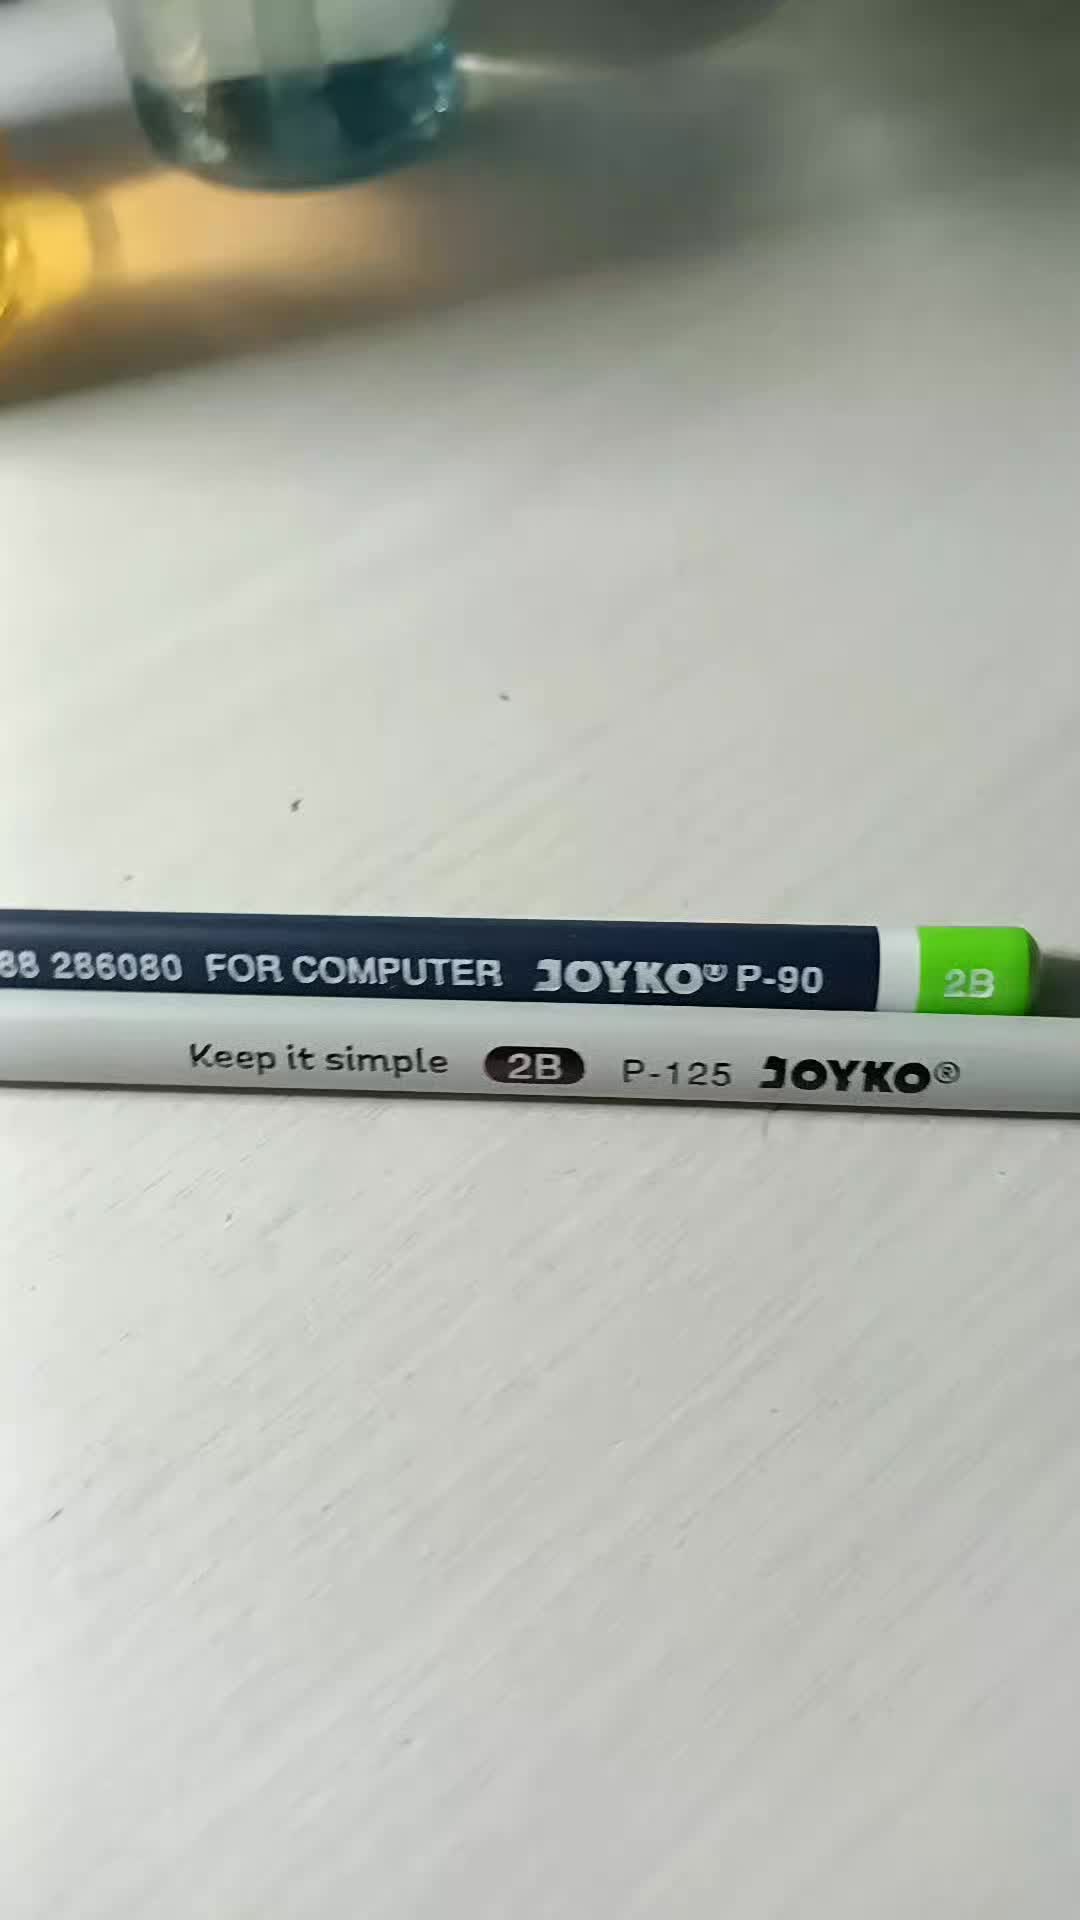 88 286080 FOR COMPUTER JOYKO® P-90 2B
Keep it simple 2B P-125 JOYKO®